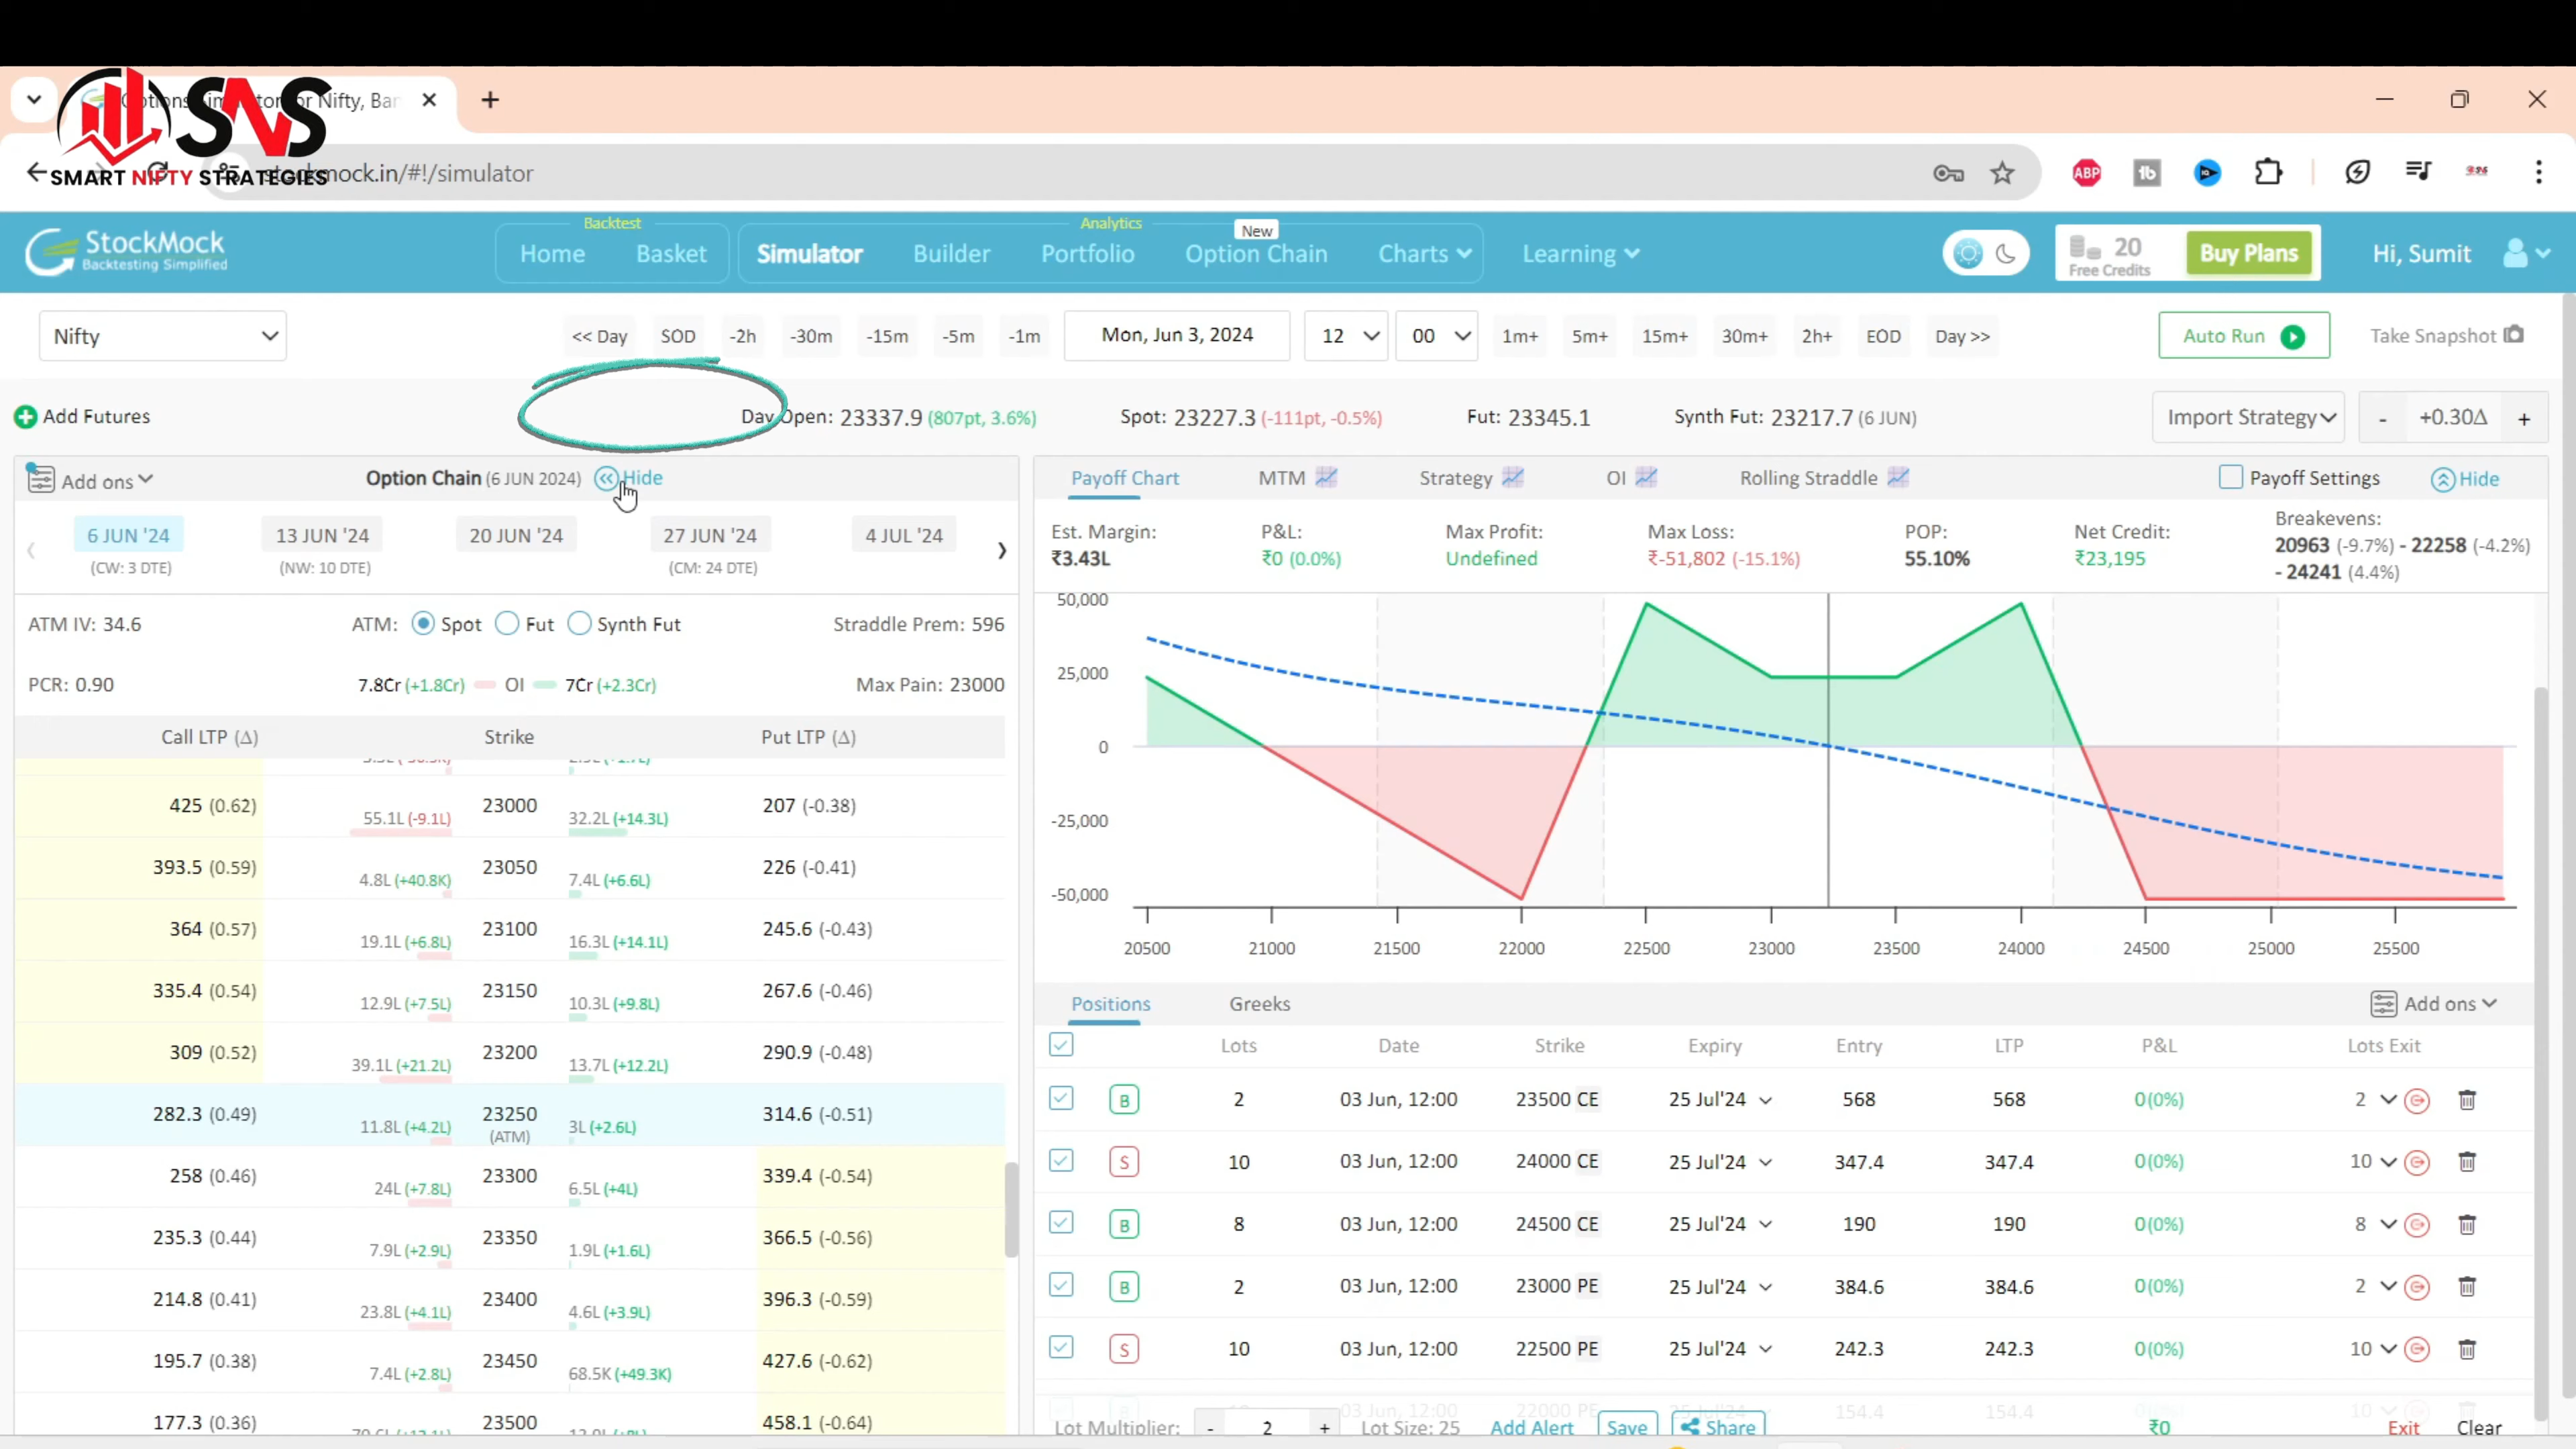 Options Simulator for Nifty, Ban
SNS
SMART NIFTY STRATEGIES
stockmock.in/#!/simulator
ABP
StockMock
Backtesting Simplified
Backtest
Home Basket
Analytics
Simulator Builder Portfolio Option Chain Charts
New
Learning
20
Free Credits
Buy Plans
Hi, Sumit
Nifty
<< Day SOD -2h -30m -15m -5m -1m Mon, Jun 3, 2024 12 00 1m+ 5m+ 15m+ 30m+ 2h+ EOD Day >>
Auto Run
Take Snapshot
Add Futures
Day Open: 23337.9 (807pt, 3.6%) Spot: 23227.3 (-111pt, -0.5%) Fut: 23345.1 Synth Fut: 23217.7 (6 JUN)
Import Strategy - +0.30Δ +
Add ons Option Chain (6 JUN 2024) Hide
6 JUN '24 13 JUN '24 20 JUN '24 27 JUN '24 4 JUL '24
(CW: 3 DTE) (NW: 10 DTE) (CM: 24 DTE)
ATM IV: 34.6 ATM: Spot Fut Synth Fut Straddle Prem: 596
PCR: 0.90 7.8Cr (+1.8Cr) OI 7Cr (+2.3Cr) Max Pain: 23000
Call LTP (Δ) Strike Put LTP (Δ)
425 (0.62) 55.1L (-9.1L) 23000 32.2L (+14.3L) 207 (-0.38)
393.5 (0.59) 4.8L (+40.8K) 23050 7.4L (+6.6L) 226 (-0.41)
364 (0.57) 19.1L (+6.8L) 23100 16.3L (+14.1L) 245.6 (-0.43)
335.4 (0.54) 12.9L (+7.5L) 23150 10.3L (+9.8L) 267.6 (-0.46)
309 (0.52) 39.1L (+21.2L) 23200 13.7L (+12.2L) 290.9 (-0.48)
282.3 (0.49) 11.8L (+4.2L) 23250 3L (+2.6L) 314.6 (-0.51)
(ATM)
258 (0.46) 24L (+7.8L) 23300 6.5L (+4L) 339.4 (-0.54)
235.3 (0.44) 7.9L (+2.9L) 23350 1.9L (+1.6L) 366.5 (-0.56)
214.8 (0.41) 23.8L (+4.1L) 23400 4.6L (+3.9L) 396.3 (-0.59)
195.7 (0.38) 7.4L (+2.8L) 23450 68.5K (+49.3K) 427.6 (-0.62)
177.3 (0.36) 23500 458.1 (-0.64)
Payoff Chart MTM Strategy OI Rolling Straddle Payoff Settings Hide
Est. Margin: P&L: Max Profit: Max Loss: POP: Net Credit: Breakevens:
₹3.43L ₹0 (0.0%) Undefined ₹-51,802 (-15.1%) 55.10% ₹23,195 20963 (-9.7%) - 22258 (-4.2%)
- 24241 (4.4%)
50,000
25,000
0
-25,000
-50,000
20500 21000 21500 22000 22500 23000 23500 24000 24500 25000 25500
Positions Greeks Add ons
Lots Date Strike Expiry Entry LTP P&L Lots Exit
B 2 03 Jun, 12:00 23500 CE 25 Jul'24 568 568 0(0%) 2
S 10 03 Jun, 12:00 24000 CE 25 Jul'24 347.4 347.4 0(0%) 10
B 8 03 Jun, 12:00 24500 CE 25 Jul'24 190 190 0(0%) 8
B 2 03 Jun, 12:00 23000 PE 25 Jul'24 384.6 384.6 0(0%) 2
S 10 03 Jun, 12:00 22500 PE 25 Jul'24 242.3 242.3 0(0%) 10
03 Jun, 12:00 22000 PE 25 Jul'24 154.4 154.4 0(0%) 10
Lot Multiplier: - 2 + Lot Size: 25 Add Alert Save Share ₹0 Exit Clear